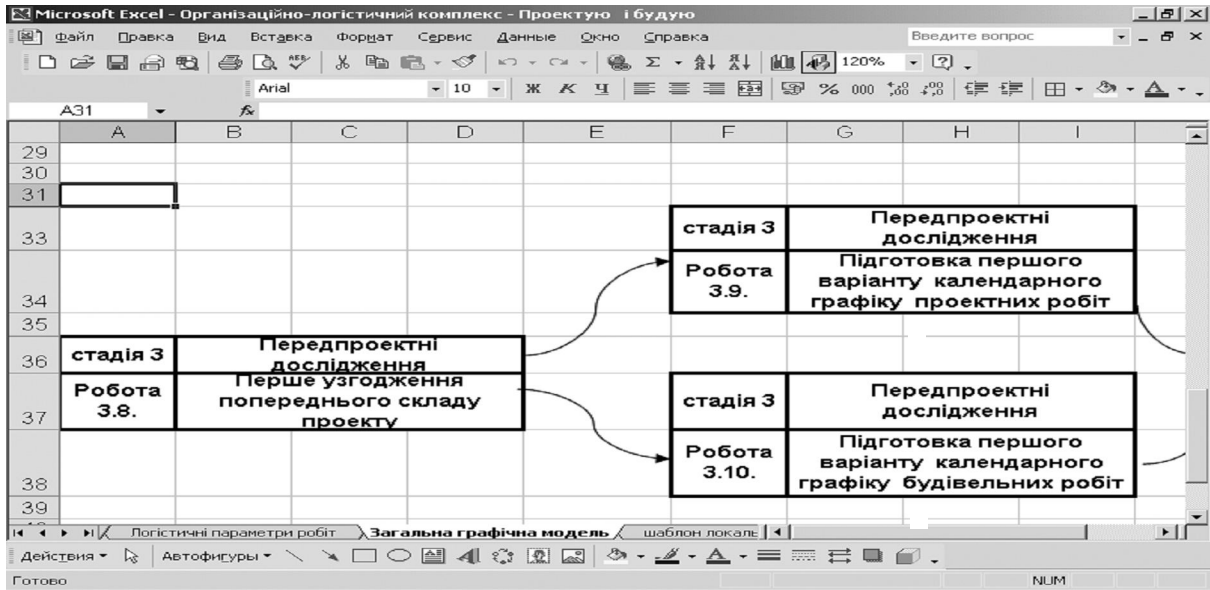 Microsoft Excel - Організаційно-логістичний комплекс - Проектую і будую
Файл Правка Вид Вставка Формат Сервис Данные Окно Справка Введите вопрос
120%
Arial 10 Ж К Ч % 000
A31 fx
A B C D E F G H I
29
30
31
33 стадія 3 Передпроектні
дослідження
34 Робота
3.9. Підготовка першого
варіанту календарного
графіку проектних робіт
35
36 стадія 3 Передпроектні
дослідження
37 Робота
3.8. Перше узгодження
попереднього складу
проекту
стадія 3 Передпроектні
дослідження
38 Робота
3.10. Підготовка першого
варіанту календарного
графіку будівельних робіт
39
Логістичні параметри робіт Загальна графічна модель шаблон локаль
Действия Автофигуры
Готово NUM